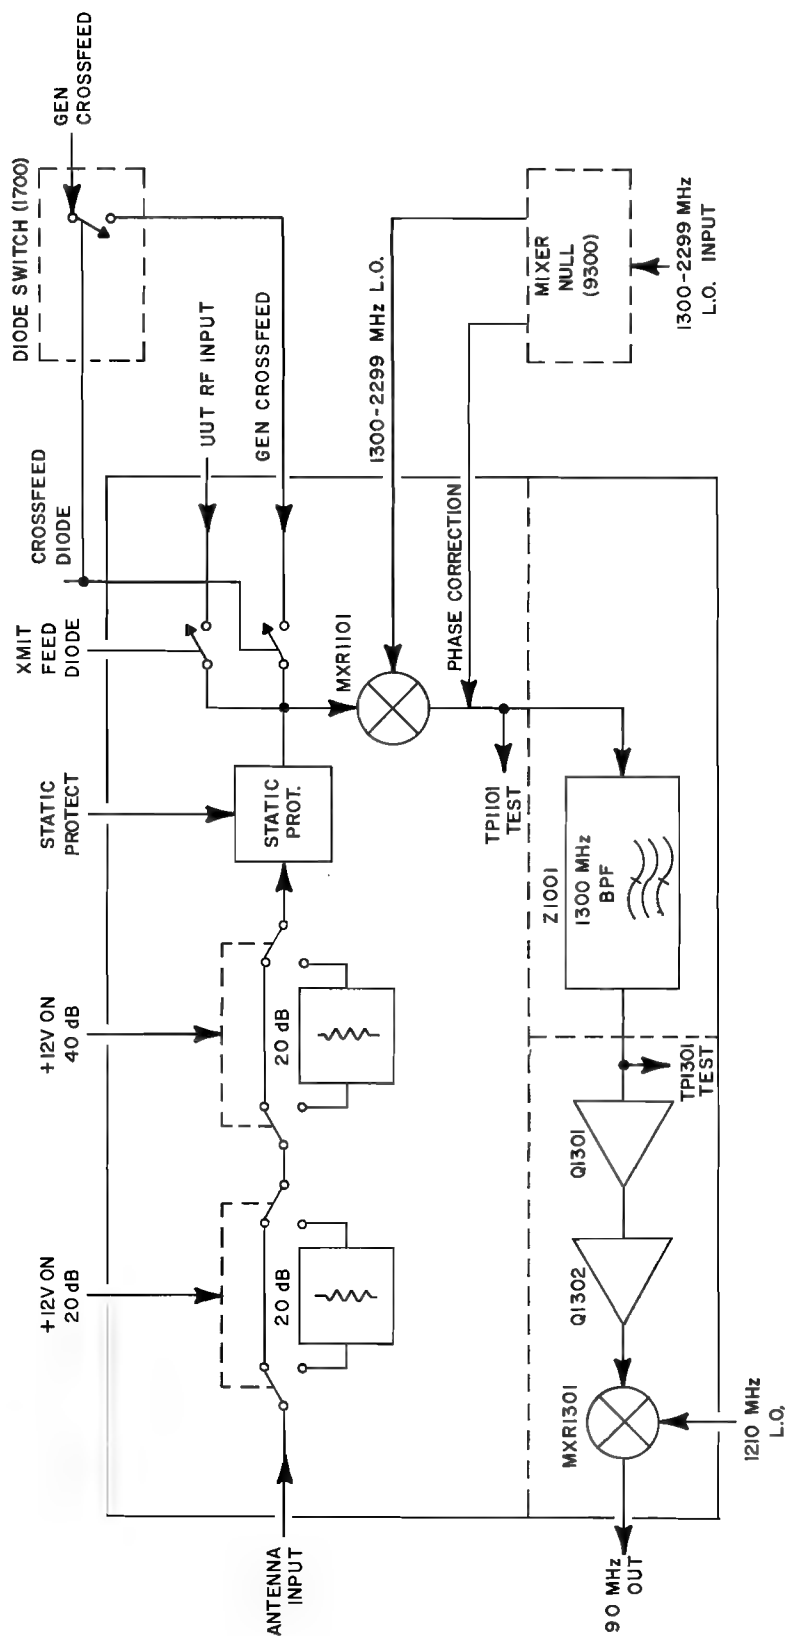 ANTENNA
INPUT
+12V ON
20 dB
20 dB
+12V ON
40 dB
20 dB
STATIC
PROTECT
STATIC
PROT.
XMIT
FEED
DIODE
CROSSFEED
DIODE
DIODE SWITCH (1700)
GEN
CROSSFEED
UUT RF INPUT
GEN CROSSFEED
MXR1101
1300-2299 MHz L.O.
PHASE CORRECTION
MIXER
NULL
(9300)
1300-2299 MHz
L.O. INPUT
TP1101
TEST
Z1001
1300 MHz
BPF
TP1301
TEST
Q1301
Q1302
MXR1301
1210 MHz
L.O.
90 MHz
OUT